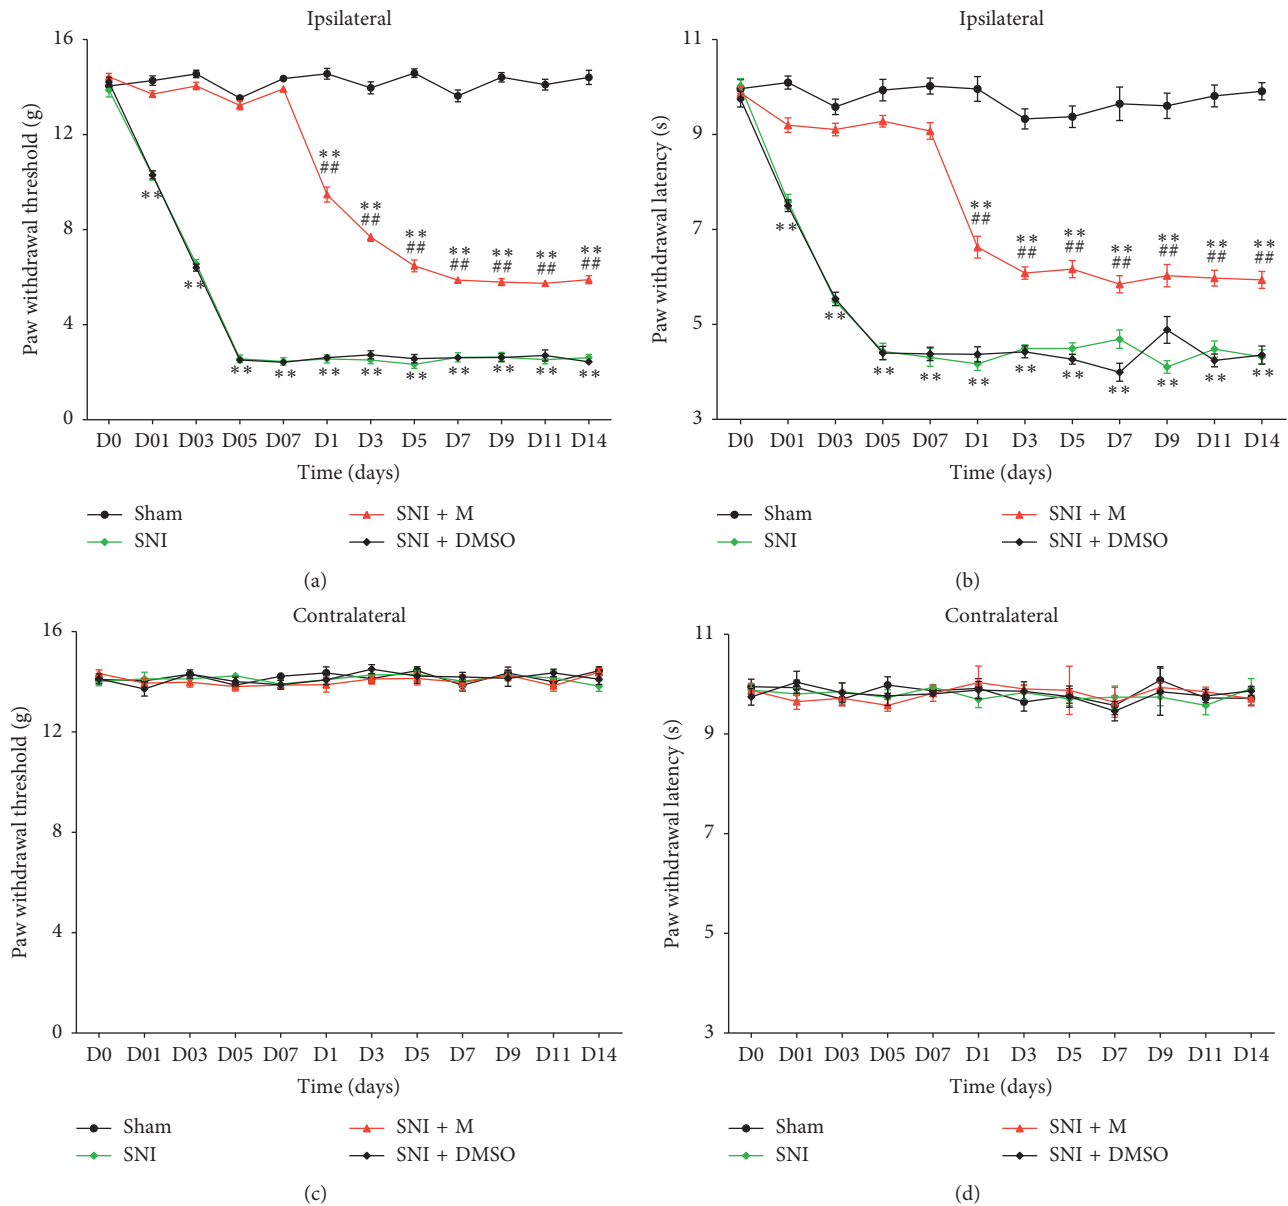 Ipsilateral
Paw withdrawal threshold (g)
16
12
8
4
0
** ** ** ** ** ** ** ** ** ** **
** ** ** ** ** ** **
## ## ## ## ## ## ##
D0 D01 D03 D05 D07 D1 D3 D5 D7 D9 D11 D14
Time (days)
Sham
SNI
SNI + M
SNI + DMSO
(a)
Ipsilateral
Paw withdrawal latency (s)
11
9
7
5
3
** ** ** ** ** ** ** ** ** ** **
** ** ** ** ** ** **
## ## ## ## ## ## ##
D0 D01 D03 D05 D07 D1 D3 D5 D7 D9 D11 D14
Time (days)
Sham
SNI
SNI + M
SNI + DMSO
(b)
Contralateral
Paw withdrawal threshold (g)
16
12
8
4
0
D0 D01 D03 D05 D07 D1 D3 D5 D7 D9 D11 D14
Time (days)
Sham
SNI
SNI + M
SNI + DMSO
(c)
Contralateral
Paw withdrawal latency (s)
11
9
7
5
3
D0 D01 D03 D05 D07 D1 D3 D5 D7 D9 D11 D14
Time (days)
Sham
SNI
SNI + M
SNI + DMSO
(d)